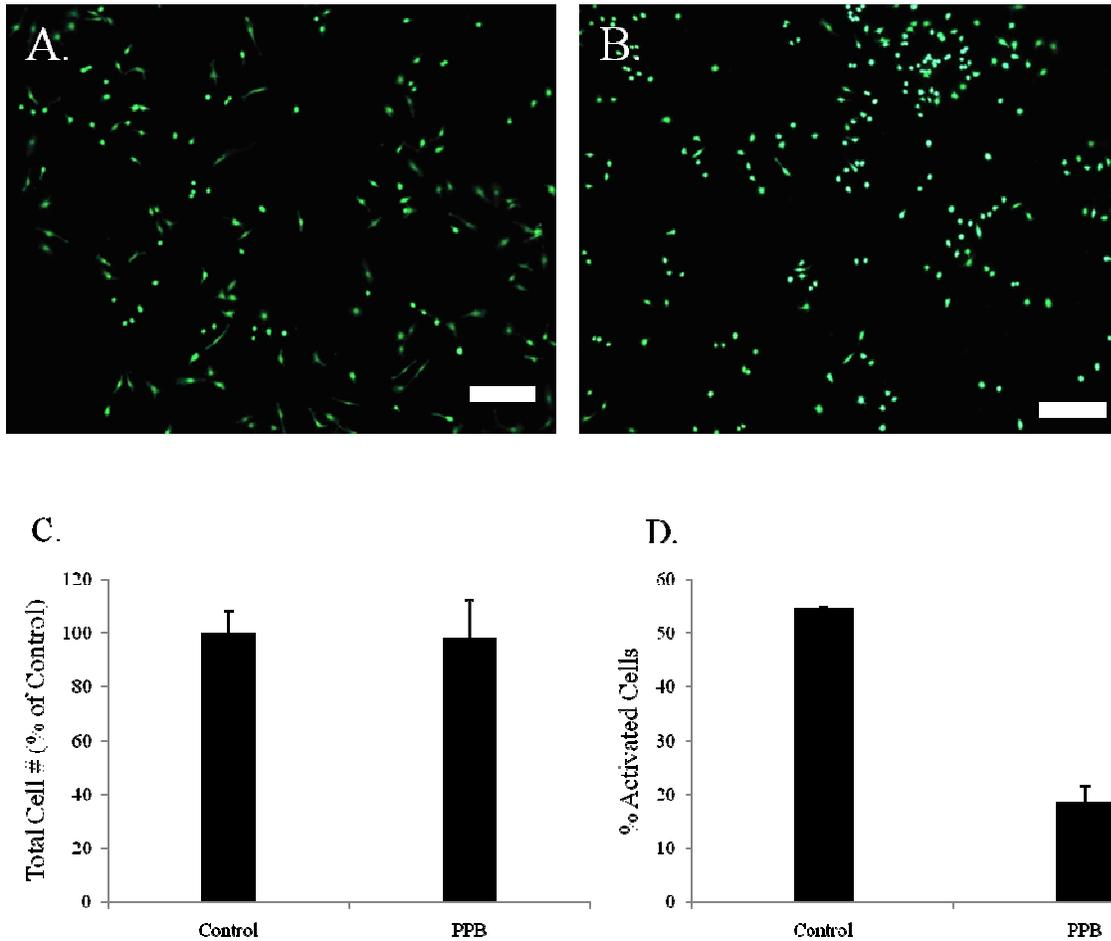 A.
B.
C.
120
100
80
60
40
20
0
Total Cell # (% of Control)
Control
PPB
D.
60
50
40
30
20
10
0
% Activated Cells
Control
PPB